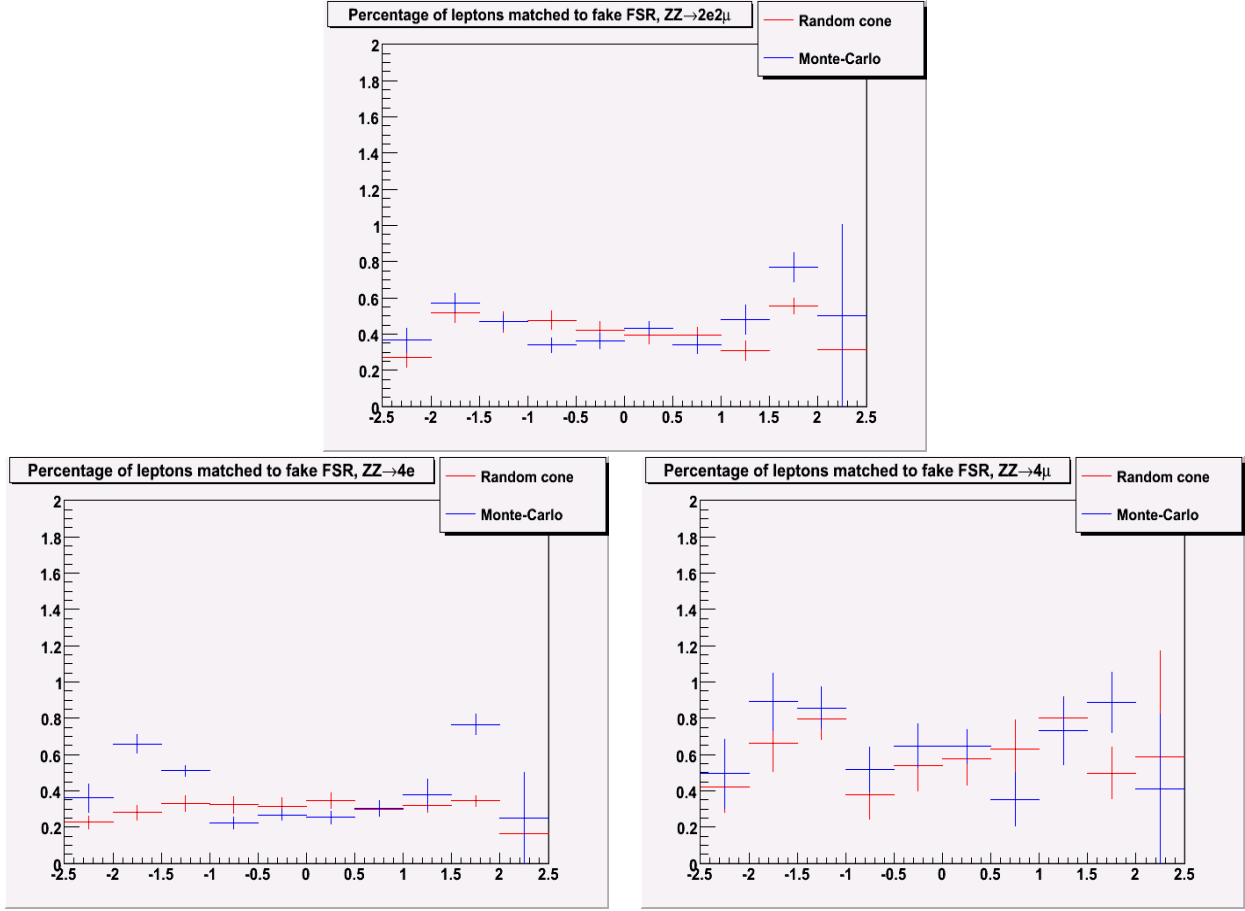 Percentage of leptons matched to fake FSR, ZZ→2e2μ
Random cone
Monte-Carlo
2
1.8
1.6
1.4
1.2
1
0.8
0.6
0.4
0.2
0
-2.5 -2 -1.5 -1 -0.5 0 0.5 1 1.5 2 2.5
Percentage of leptons matched to fake FSR, ZZ→4e
Random cone
Monte-Carlo
2
1.8
1.6
1.4
1.2
1
0.8
0.6
0.4
0.2
0
-2.5 -2 -1.5 -1 -0.5 0 0.5 1 1.5 2 2.5
Percentage of leptons matched to fake FSR, ZZ→4μ
Random cone
Monte-Carlo
2
1.8
1.6
1.4
1.2
1
0.8
0.6
0.4
0.2
0
-2.5 -2 -1.5 -1 -0.5 0 0.5 1 1.5 2 2.5